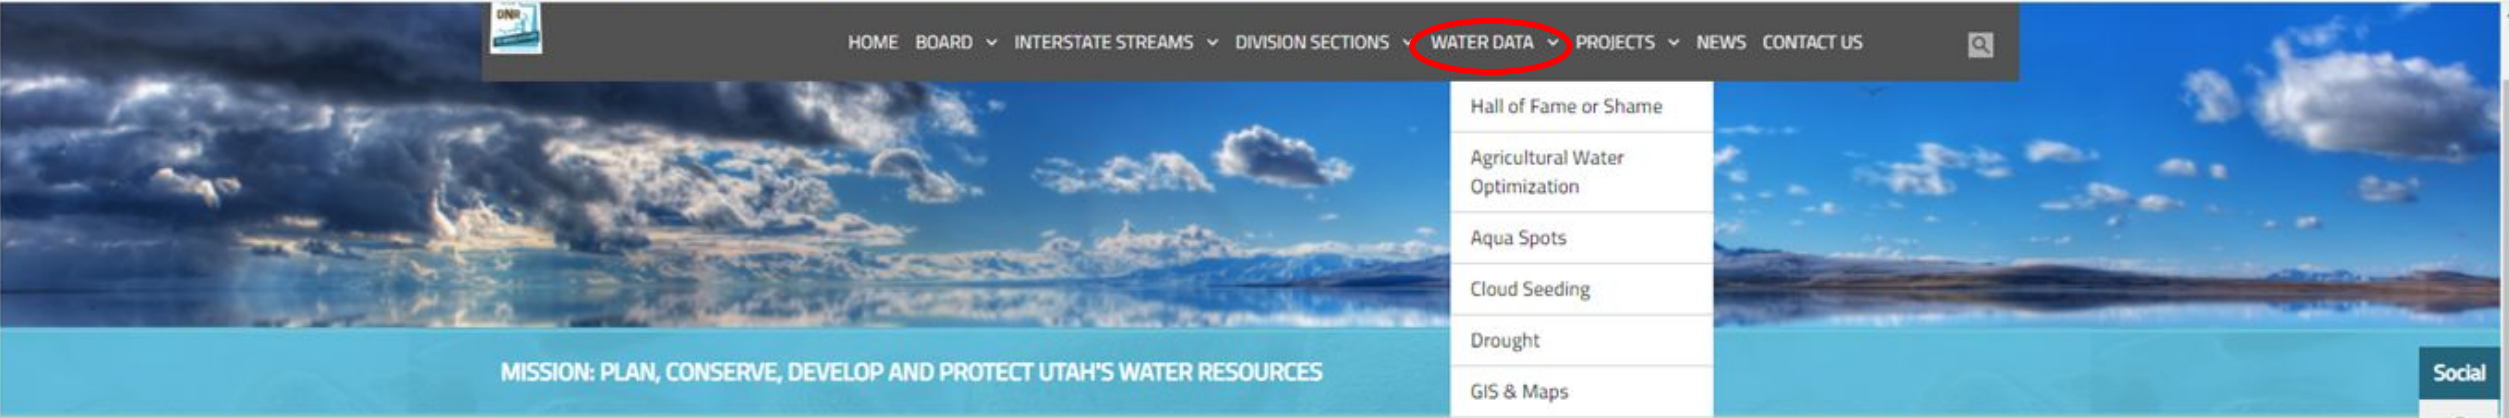 DNR
HOME BOARD INTERSTATE STREAMS DIVISION SECTIONS WATER DATA PROJECTS NEWS CONTACT US
Hall of Fame or Shame
Agricultural Water
Optimization
Aqua Spots
Cloud Seeding
Drought
GIS & Maps
MISSION: PLAN, CONSERVE, DEVELOP AND PROTECT UTAH'S WATER RESOURCES
Social